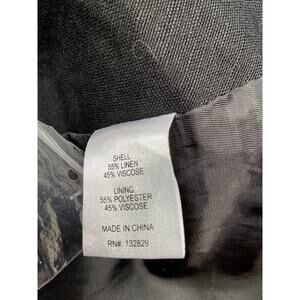 SHELL
55% LINEN
45% VISCOSE
LINING
55% POLYESTER
45% VISCOSE
MADE IN CHINA
RN#: 132829